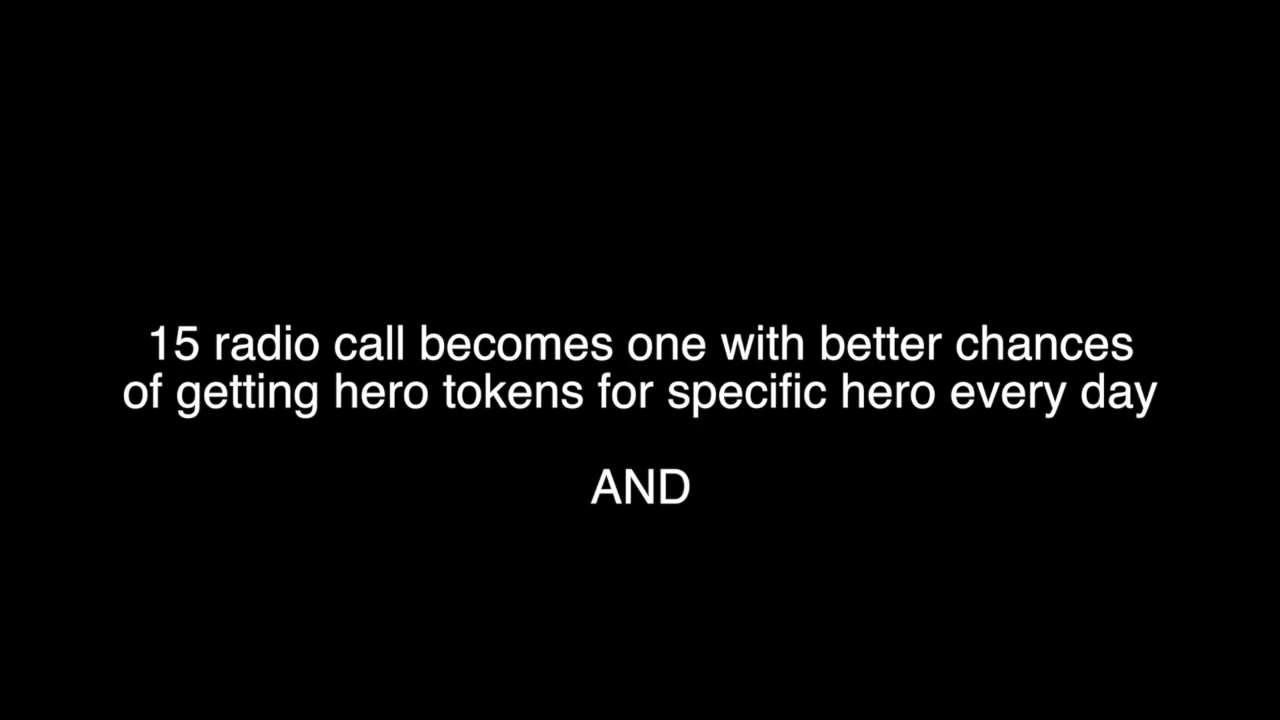 15 radio call becomes one with better chances
of getting hero tokens for specific hero every day
AND